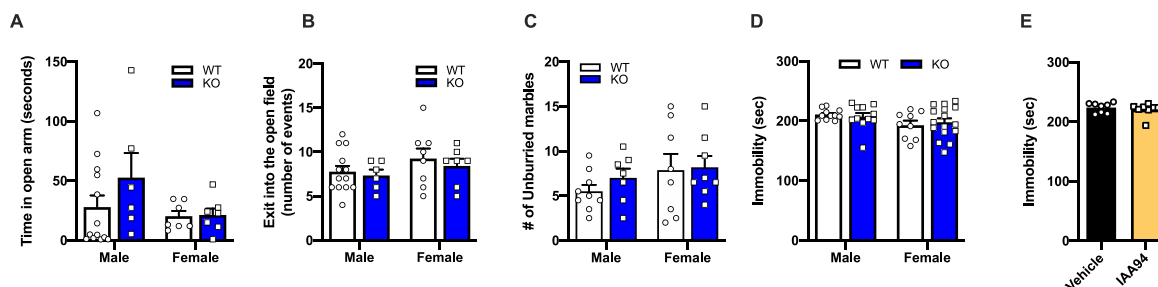 A
Time in open arm (seconds)
150
100
50
0
WT
KO
Male
Female
B
Exit into the open field
(number of events)
20
15
10
5
0
WT
KO
Male
Female
C
# of Unburried marbles
20
15
10
5
0
WT
KO
Male
Female
D
Immobility (sec)
300
200
100
0
WT
KO
Male
Female
E
Immobility (sec)
300
200
100
0
Vehicle
IAA94